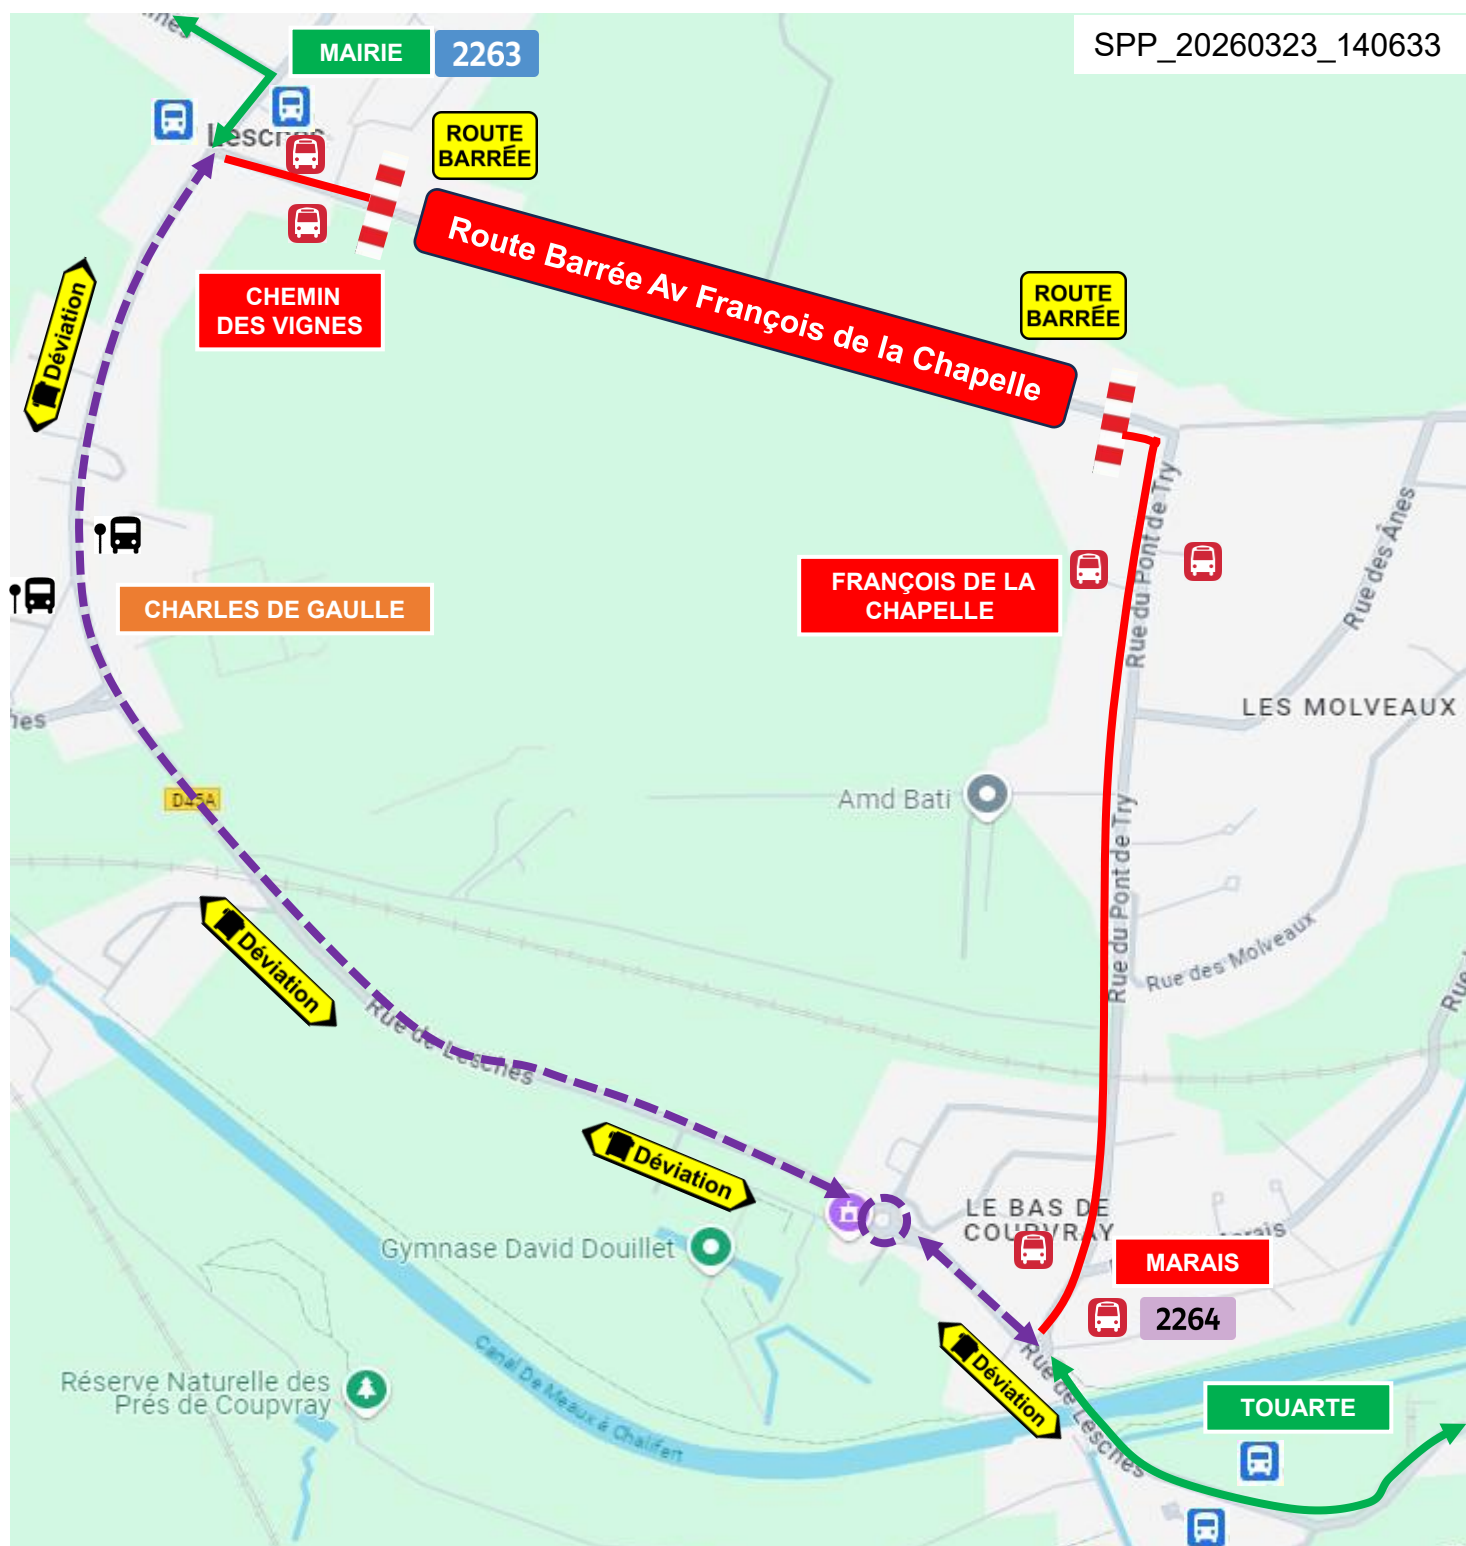 SPP_20260323_140633
MAIRIE
2263
ROUTE
BARRÉE
Route Barrée Av François de la Chapelle
CHEMIN
DES VIGNES
ROUTE
BARRÉE
Déviation
Rue du Pont de Try
Rue des Ânes
CHARLES DE GAULLE
FRANÇOIS DE LA
CHAPELLE
LES MOLVEAUX
D45A
Amd Bati
Rue du Pont de Try
Rue des Molveaux
Déviation
Rue de Lesches
Déviation
LE BAS DE
COUPVRAY
Gymnase David Douillet
MARAIS
2264
Canal De Meaux à Chalifert
Déviation
Rue de Lesches
Réserve Naturelle des
Prés de Coupvray
TOUARTE